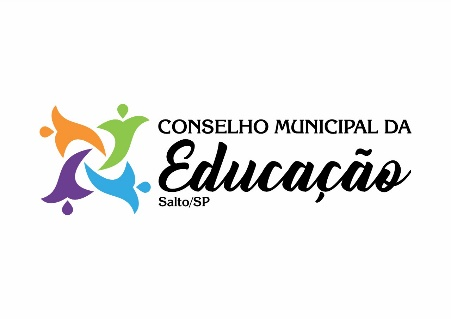 CONSELHO MUNICIPAL DA
Educação
Salto/SP